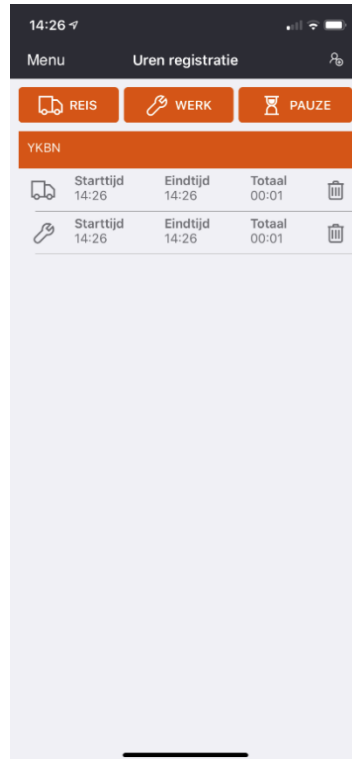 14:26
Menu Uren registratie
REIS WERK PAUZE
YKBN
Starttijd Eindtijd Totaal
14:26 14:26 00:01
Starttijd Eindtijd Totaal
14:26 14:26 00:01